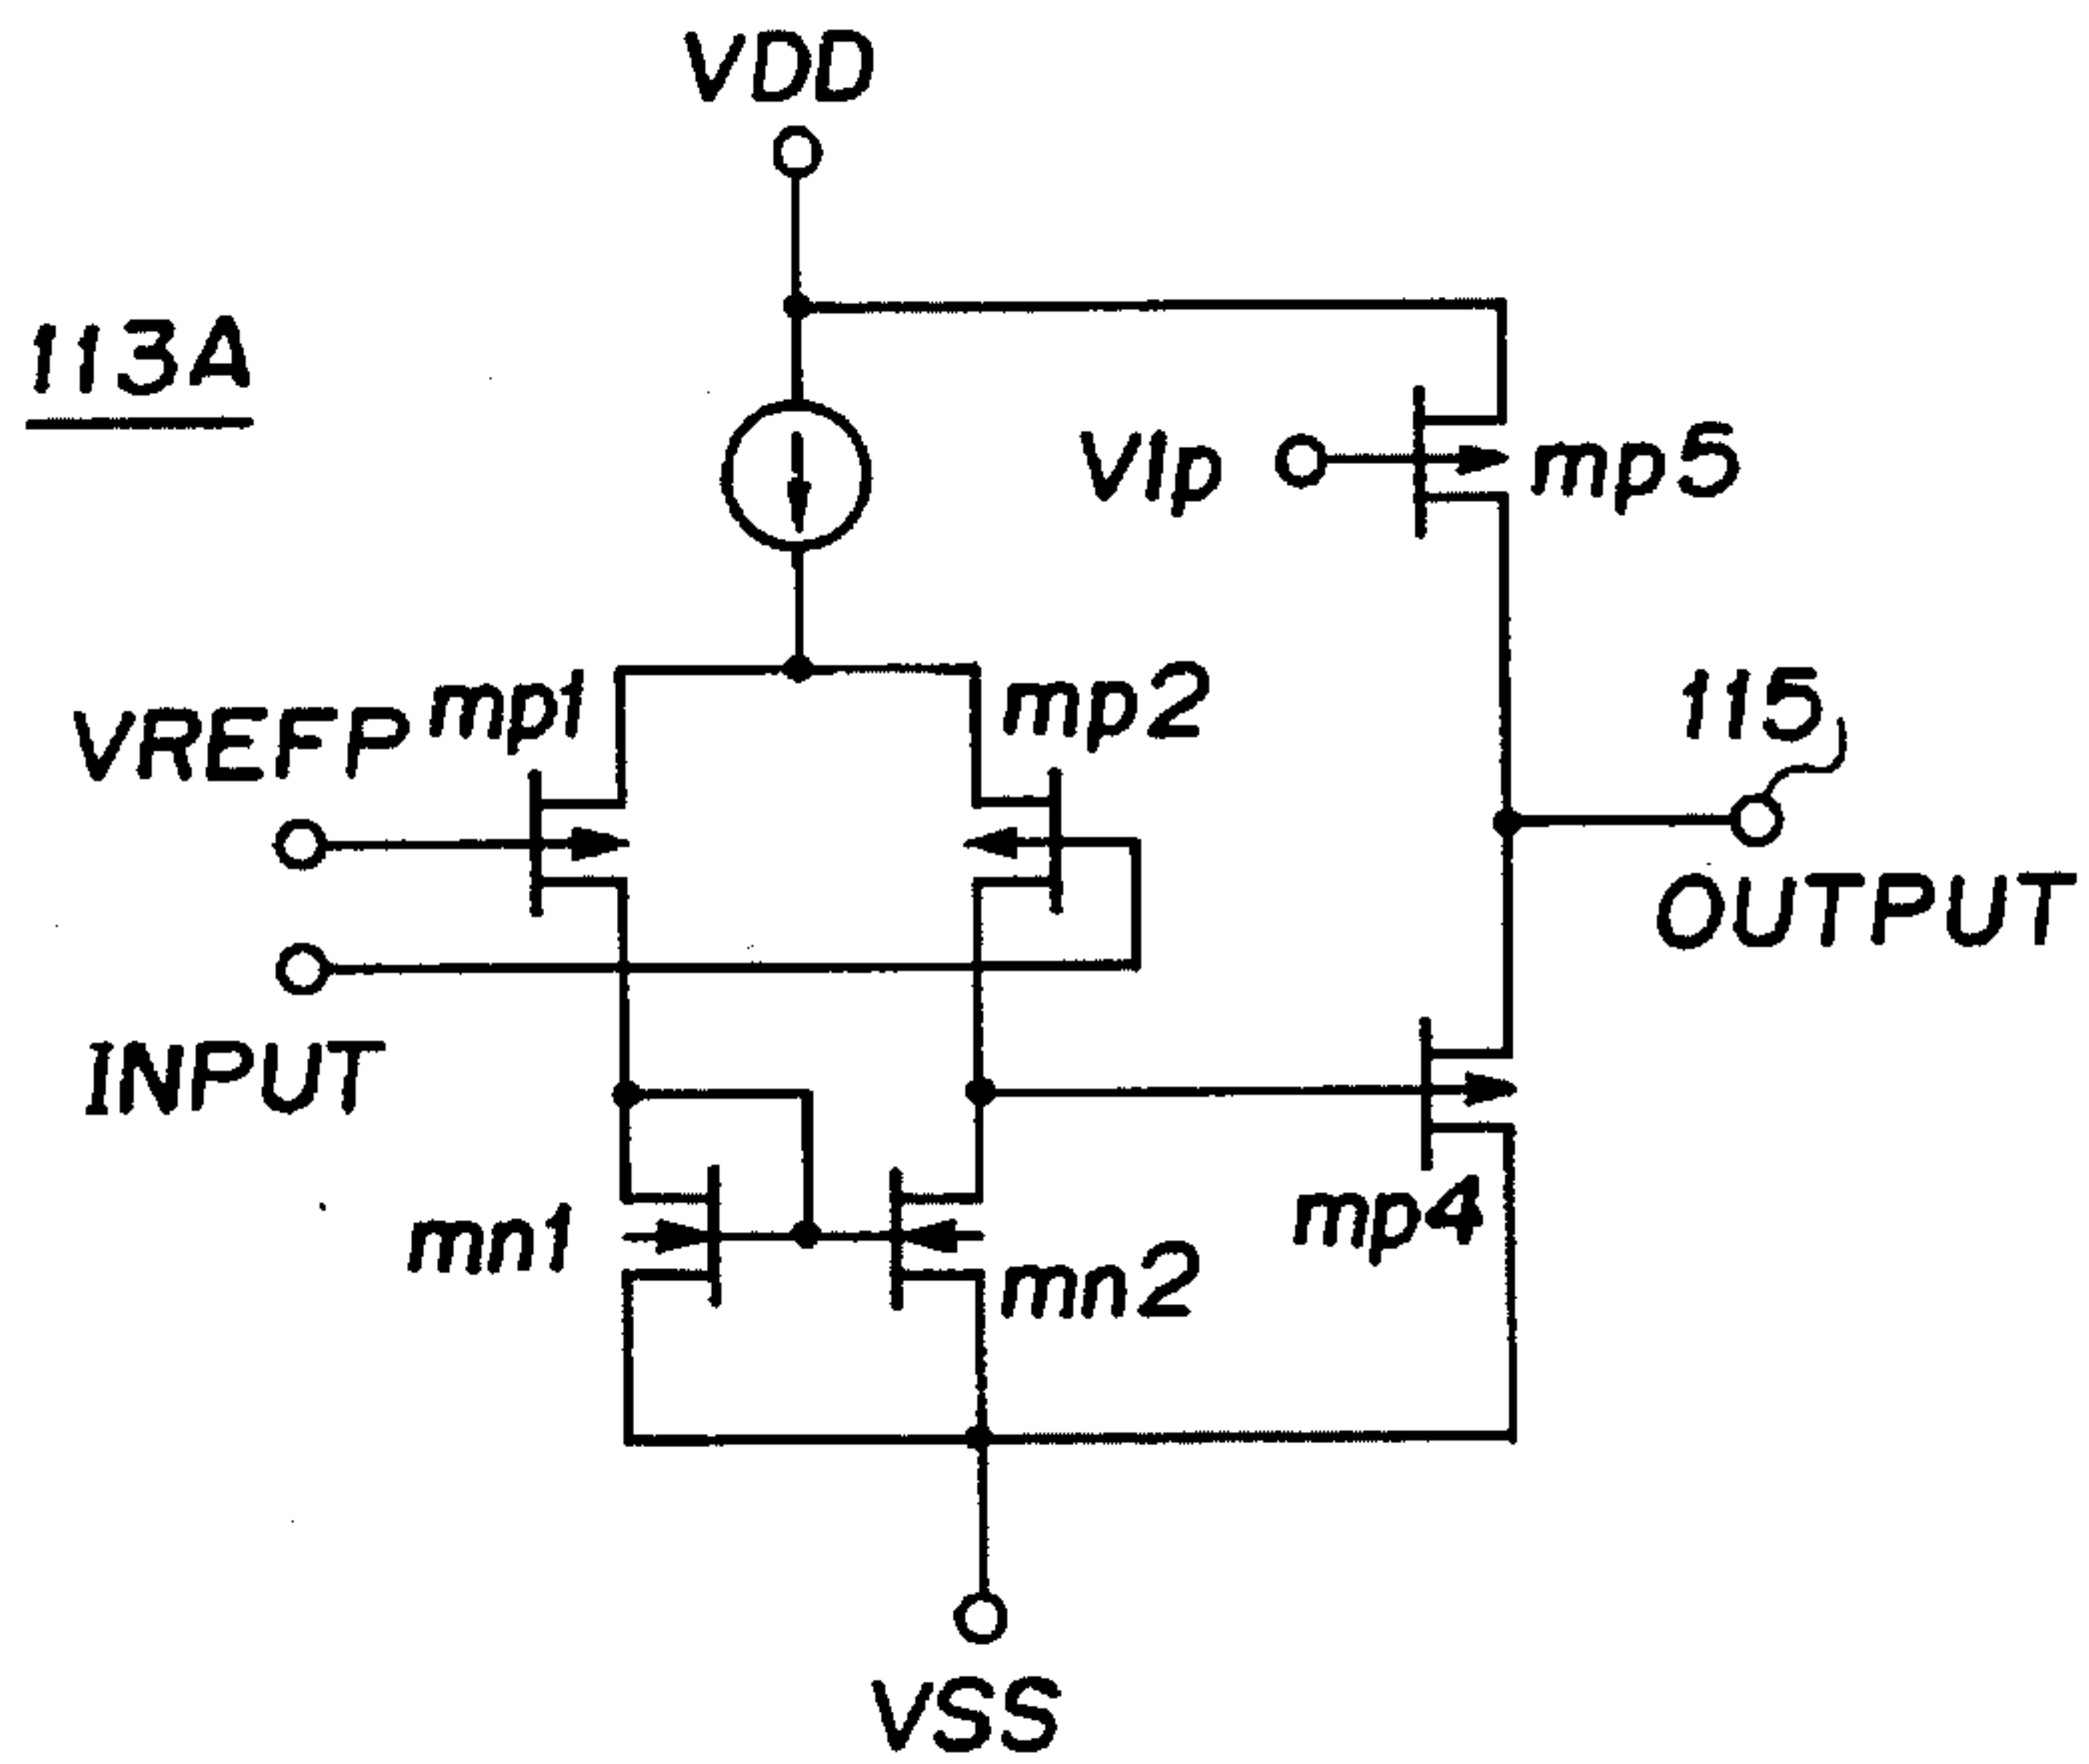 VDD
113A
VIp
mp5
VREFP
mp1
mp2
115
OUTPUT
INPUT
mn1
mn2
mp4
VSS